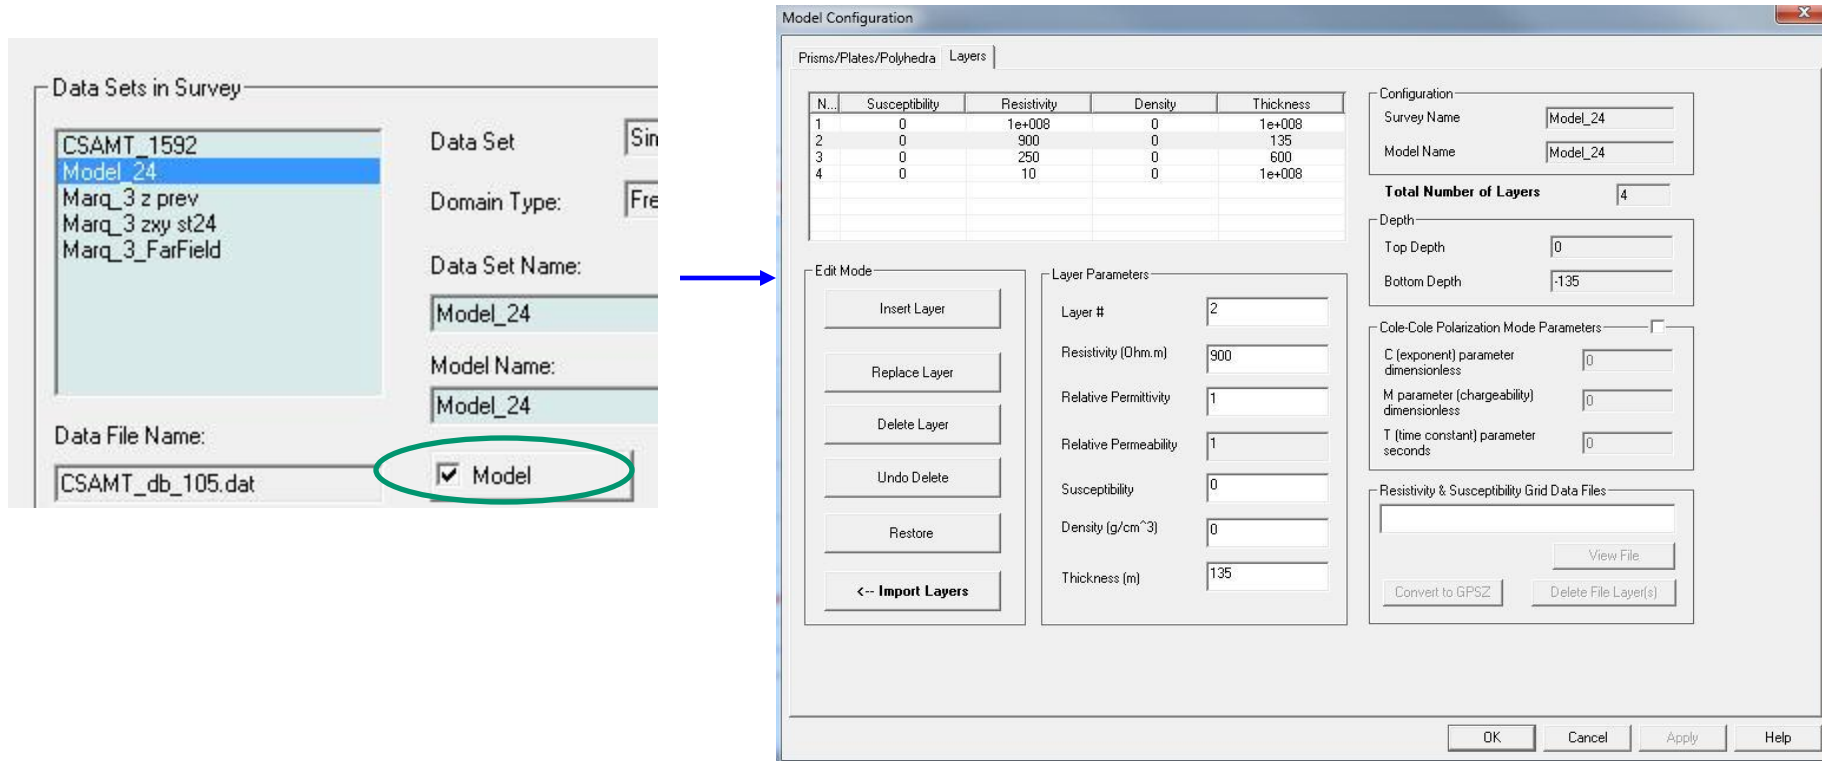 Data Sets in Survey
CSAMT_1592
Model_24
Marq_3 z prev
Marq_3 zxy st24
Marq_3_FarField
Data File Name:
CSAMT_db_105.dat
Data Set
Sin
Domain Type:
Fre
Data Set Name:
Model_24
Model Name:
Model_24
Model
Model Configuration
Prisms/Plates/Polyhedra Layers
N... Susceptibility Resistivity Density Thickness
1 0 1e+008 0 1e+008
2 0 900 0 135
3 0 250 0 600
4 0 10 0 1e+008
Edit Mode
Insert Layer
Replace Layer
Delete Layer
Undo Delete
Restore
<-- Import Layers
Layer Parameters
Layer # 2
Resistivity (Ohm.m) 900
Relative Permittivity 1
Relative Permeability 1
Susceptibility 0
Density (g/cm^3) 0
Thickness (m) 135
Configuration
Survey Name Model_24
Model Name Model_24
Total Number of Layers 4
Depth
Top Depth 0
Bottom Depth -135
Cole-Cole Polarization Mode Parameters
C (exponent) parameter
dimensionless
0
M parameter (chargeability)
dimensionless
0
T (time constant) parameter
seconds
0
Resistivity & Susceptibility Grid Data Files
View File
Convert to GPSZ Delete File Layer(s)
OK Cancel Apply Help